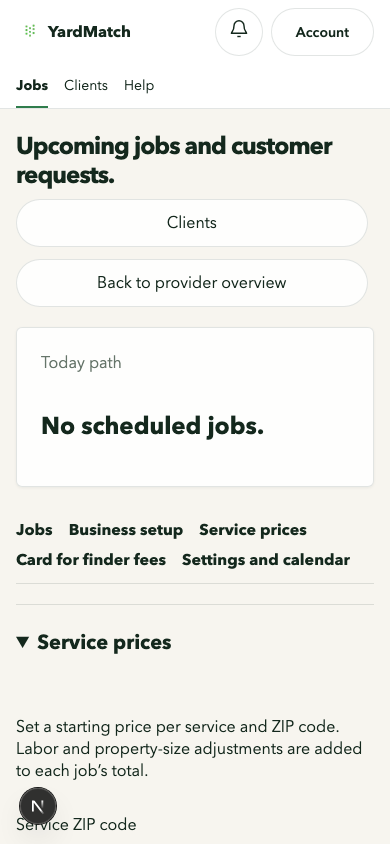 YardMatch
Account
Jobs Clients Help
Upcoming jobs and customer
requests.
Clients
Back to provider overview
Today path
No scheduled jobs.
Jobs Business setup Service prices
Card for finder fees Settings and calendar
▼ Service prices
Set a starting price per service and ZIP code.
Labor and property-size adjustments are added
to each job’s total.
N
Service ZIP code